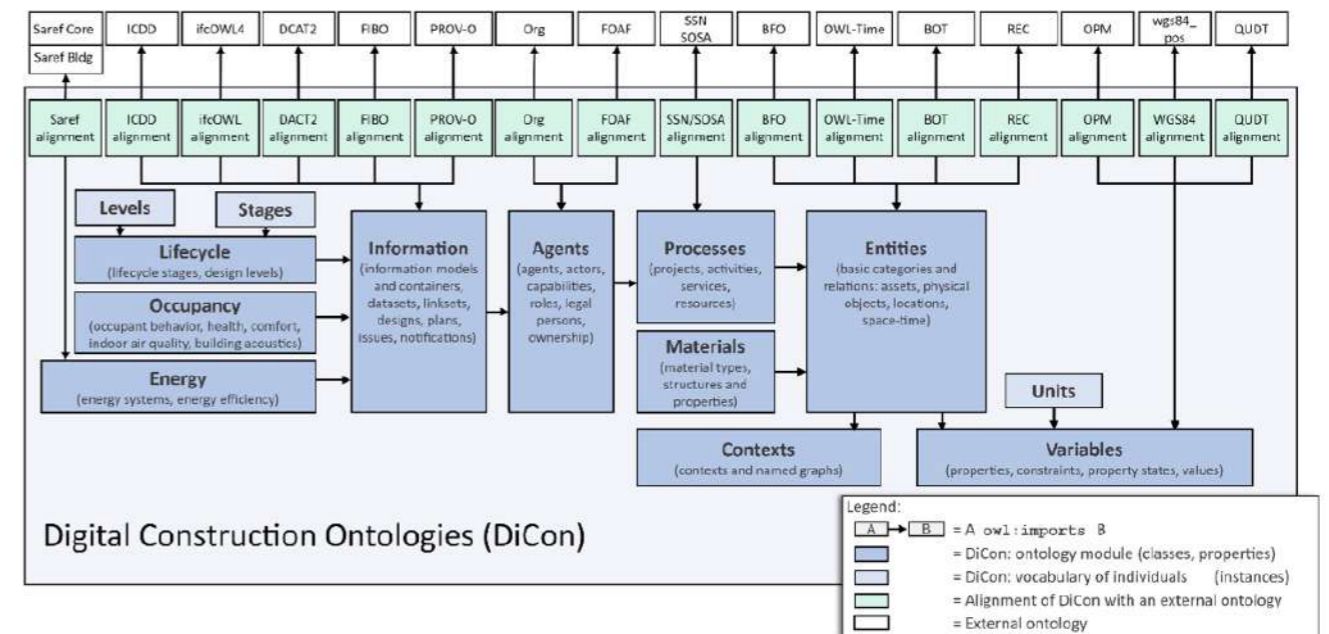 Saref Core
ICDD
ifcOWL4
DCAT2
FIBO
PROV-O
Org
FOAF
SSN
SOSA
BFO
OWL-Time
BOT
REC
OPM
wgs84_
pos
QUDT
Saref Bldg
Saref
alignment
ICDD
alignment
ifcOWL
alignment
DACT2
alignment
FIBO
alignment
PROV-O
alignment
Org
alignment
FOAF
alignment
SSN/SOSA
alignment
BFO
alignment
OWL-Time
alignment
BOT
alignment
REC
alignment
OPM
alignment
WGS84
alignment
QUDT
alignment
Levels
Stages
Lifecycle
(lifecycle stages, design levels)
Occupancy
(occupant behavior, health, comfort,
indoor air quality, building acoustics)
Energy
(energy systems, energy efficiency)
Information
(information models
and containers,
datasets, linksets,
designs, plans,
issues, notifications)
Agents
(agents, actors,
capabilities,
roles, legal
persons,
ownership)
Processes
(projects, activities,
services,
resources)
Materials
(material types,
structures and
properties)
Entities
(basic categories and
relations: assets, physical
objects, locations,
space-time)
Units
Contexts
(contexts and named graphs)
Variables
(properties, constraints, property states, values)
Digital Construction Ontologies (DiCon)
Legend:
A B = A owl:imports B
= DiCon: ontology module (classes, properties)
= DiCon: vocabulary of individuals (instances)
= Alignment of DiCon with an external ontology
= External ontology